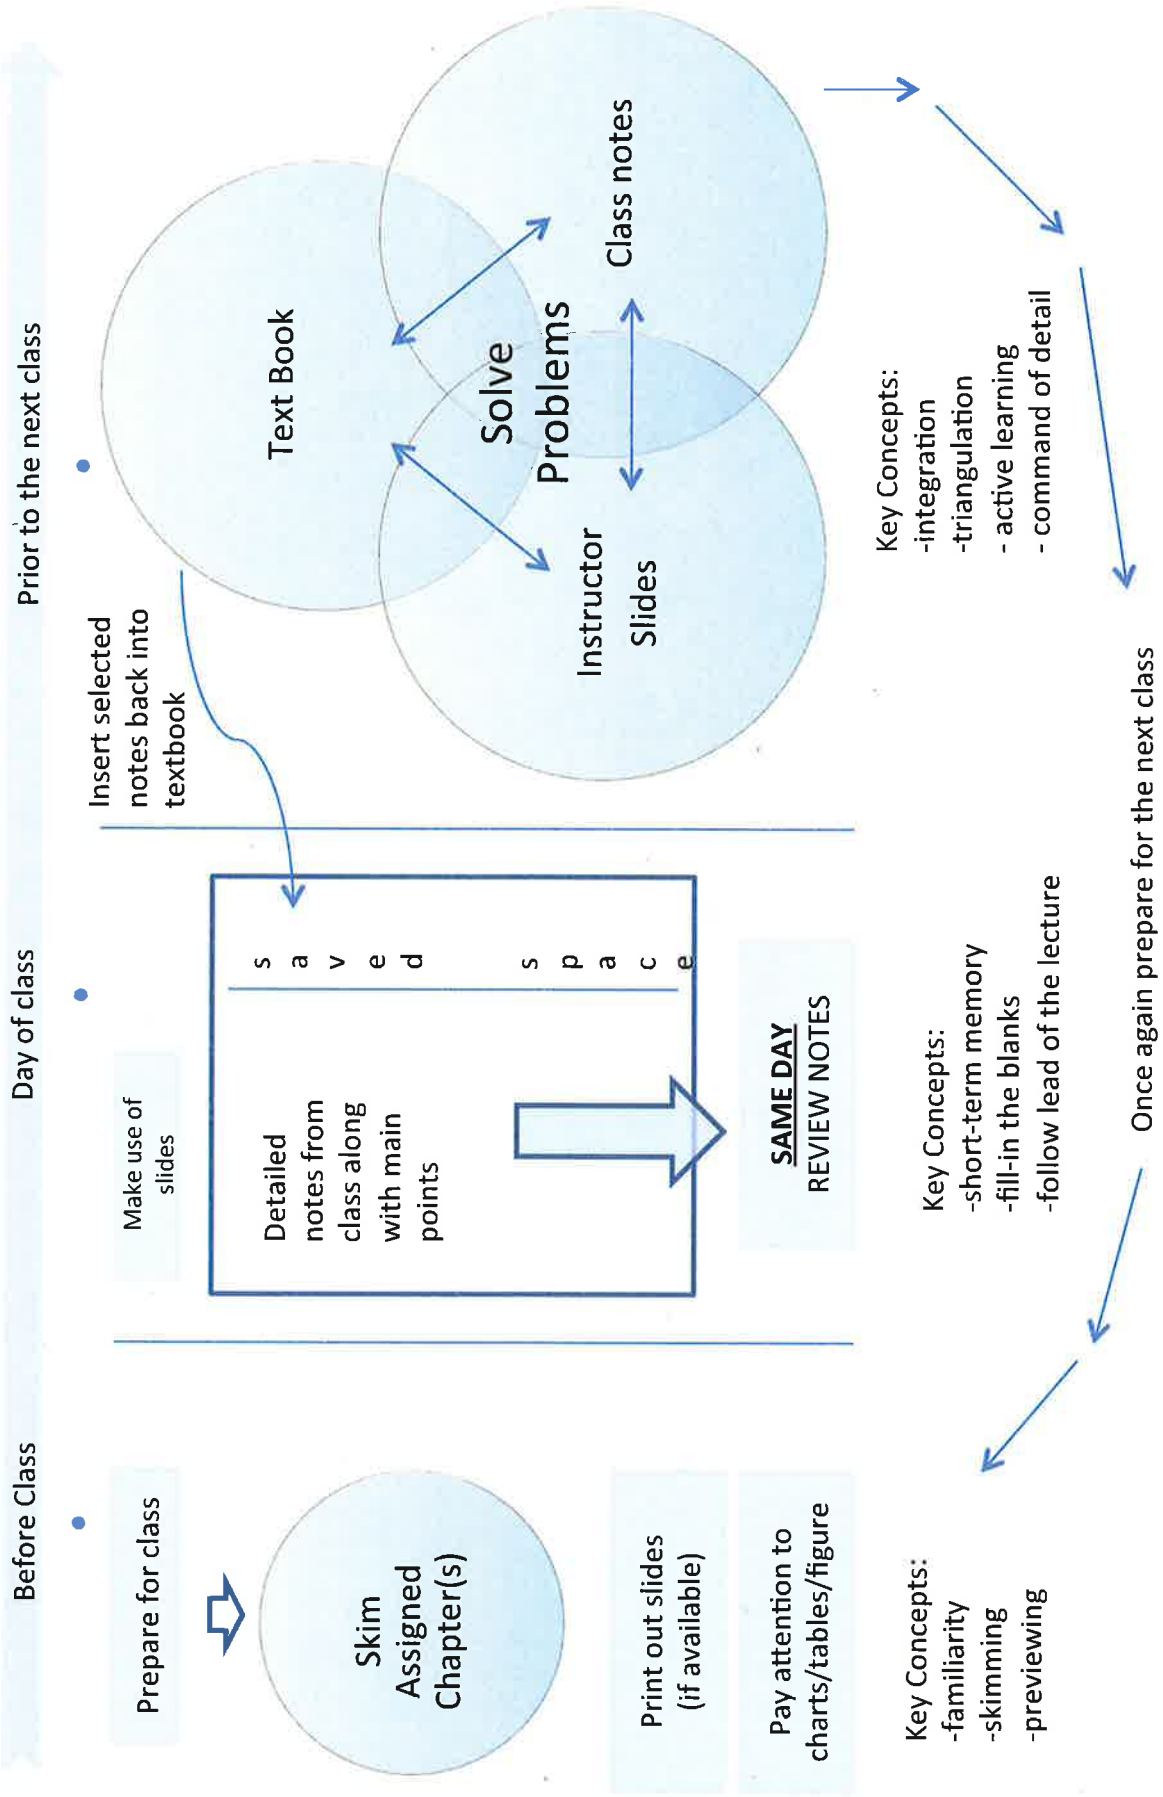 Before Class
Day of class
Prior to the next class
Prepare for class
Skim
Assigned
Chapter(s)
Print out slides
(if available)
Pay attention to
charts/tables/figure
Key Concepts:
-familiarity
-skimming
-previewing
Make use of
slides
Detailed
notes from
class along
with main
points
s
a
v
e
d
s
p
a
c
e
SAME DAY
REVIEW NOTES
Key Concepts:
-short-term memory
-fill-in the blanks
-follow lead of the lecture
Insert selected
notes back into
textbook
Text Book
Solve
Problems
Instructor
Slides
Class notes
Key Concepts:
-integration
-triangulation
- active learning
- command of detail
Once again prepare for the next class